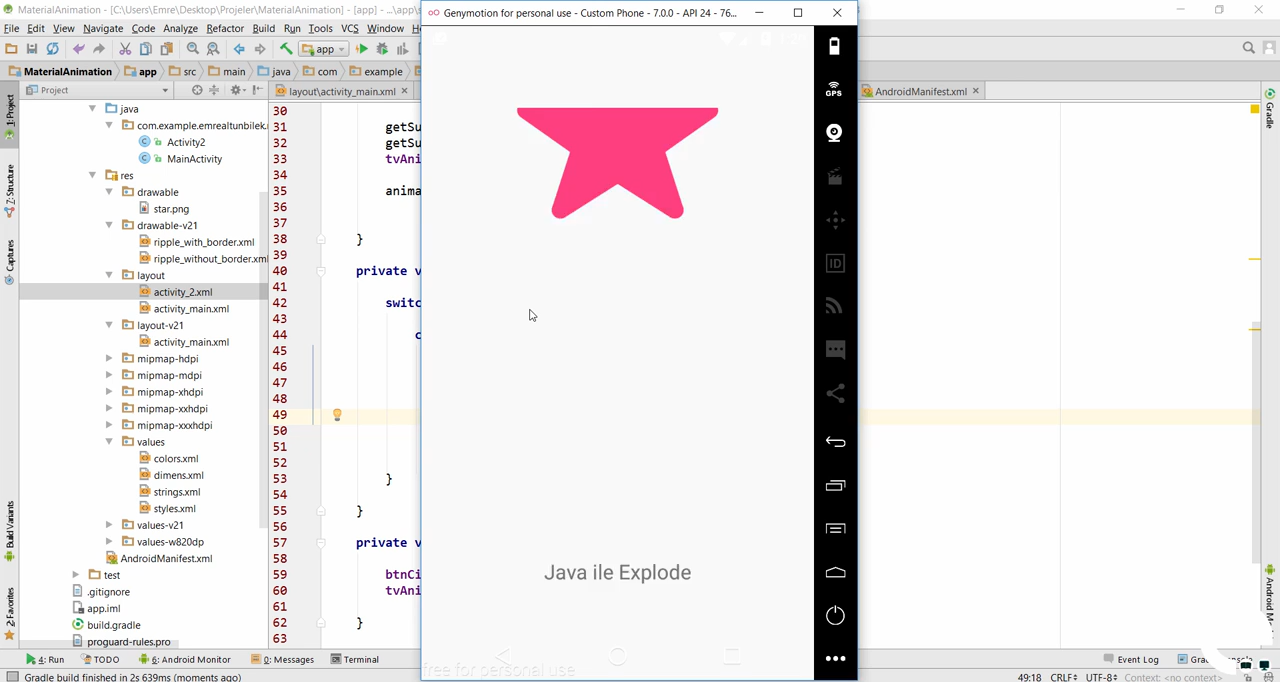 MaterialAnimation - [C:\Users\Emre\Desktop\Projeler\MaterialAnimation] - [app] - ...\app\s
Genymotion for personal use - Custom Phone - 7.0.0 - API 24 - 76...
File Edit View Navigate Code Analyze Refactor Build Run Tools VCS Window H
app
MaterialAnimation app src main java com example
Project
layout\activity_main.xml
AndroidManifest.xml
1: Project
Z: Structure
Captures
Build Variants
2: Favorites
java
com.example.emrealtunbilek.
Activity2
MainActivity
res
drawable
star.png
drawable-v21
ripple_with_border.xml
ripple_without_border.xml
layout
activity_2.xml
activity_main.xml
layout-v21
activity_main.xml
mipmap-hdpi
mipmap-mdpi
mipmap-xhdpi
mipmap-xxhdpi
mipmap-xxxhdpi
values
colors.xml
dimens.xml
strings.xml
styles.xml
values-v21
values-w820dp
AndroidManifest.xml
test
.gitignore
app.iml
build.gradle
proguard-rules.pro
30
31 getSu
32 getSu
33 tvAni
34
35 anima
36
37
38 }
39
40 private v
41
42 switc
43
44 c
45
46
47
48
49
50
51
52
53 }
54
55 }
56
57 private v
58
59 btnCi
60 tvAni
61
62 }
63
Java ile Explode
free for personal use
GPS
ID
Gradle
4: Run TODO 6: Android Monitor 0: Messages Terminal
Event Log
Gradle build finished in 2s 639ms (moments ago)
49:18 CRLF UTF-8 Context: <no context>